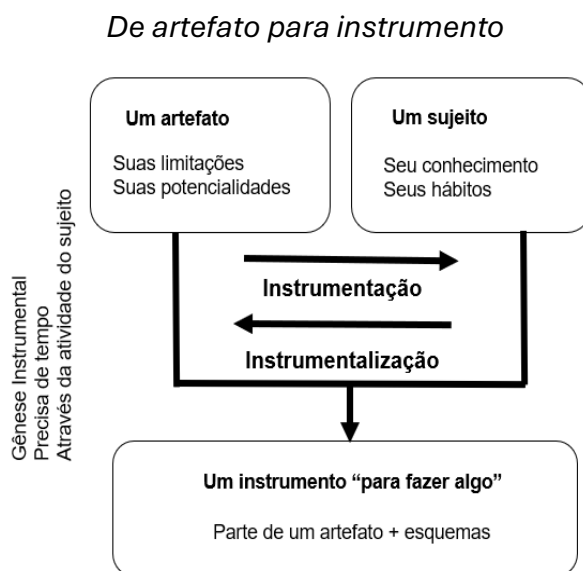 De artefato para instrumento
Um artefato
Suas limitações
Suas potencialidades
Um sujeito
Seu conhecimento
Seus hábitos
Instrumentação
Instrumentalização
Gênese Instrumental
Precisa de tempo
Através da atividade do sujeito
Um instrumento “para fazer algo”
Parte de um artefato + esquemas